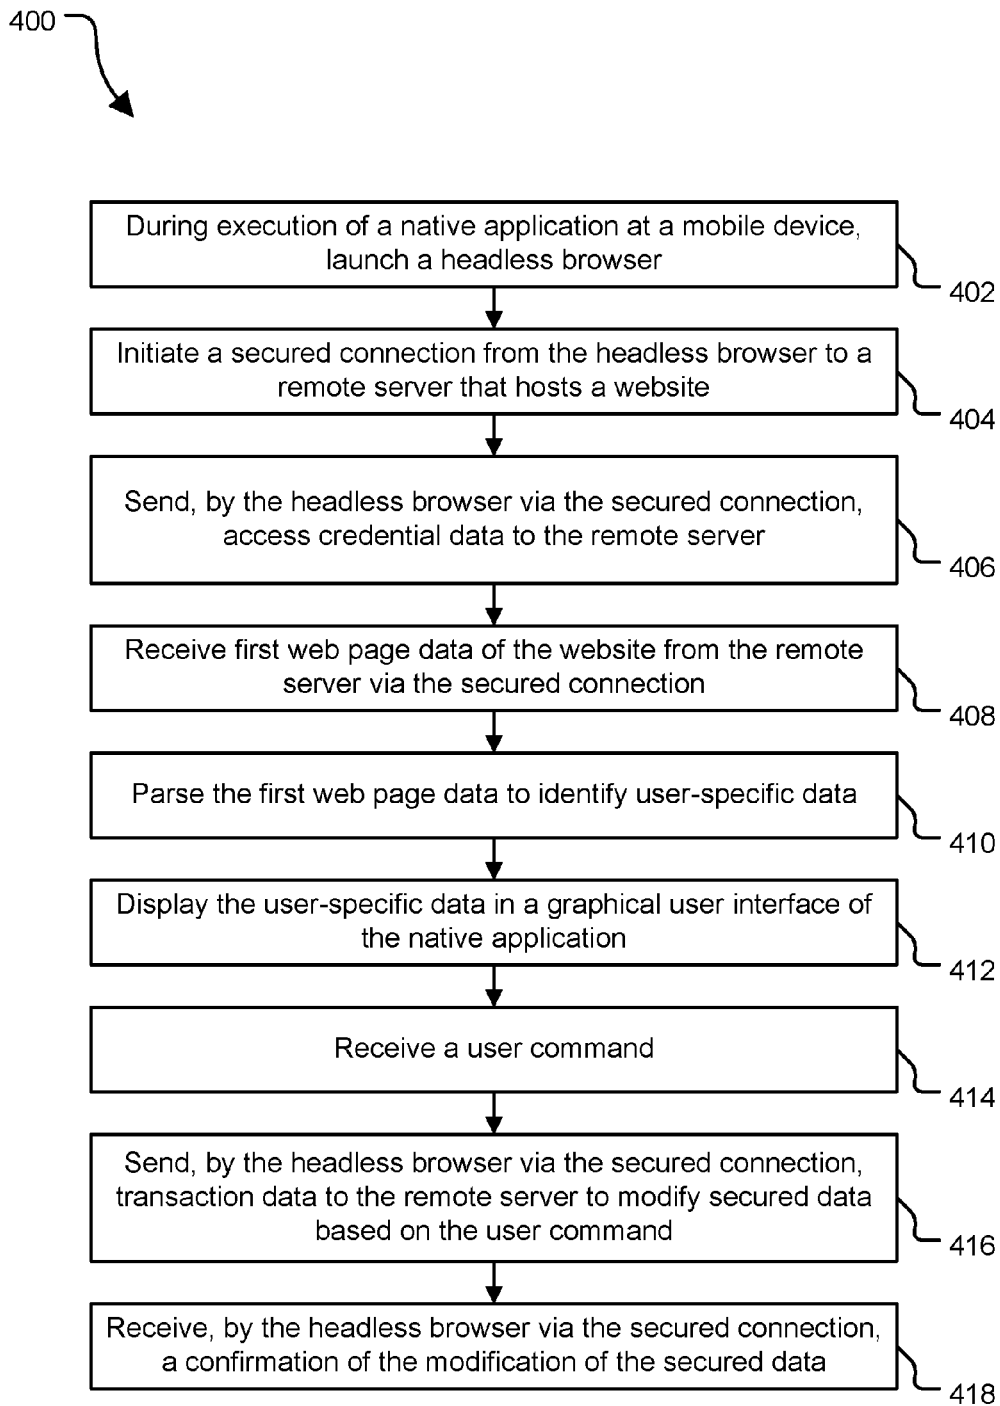 400
During execution of a native application at a mobile device,
launch a headless browser
402
Initiate a secured connection from the headless browser to a
remote server that hosts a website
404
Send, by the headless browser via the secured connection,
access credential data to the remote server
406
Receive first web page data of the website from the remote
server via the secured connection
408
Parse the first web page data to identify user-specific data
410
Display the user-specific data in a graphical user interface of
the native application
412
Receive a user command
414
Send, by the headless browser via the secured connection,
transaction data to the remote server to modify secured data
based on the user command
416
Receive, by the headless browser via the secured connection,
a confirmation of the modification of the secured data
418